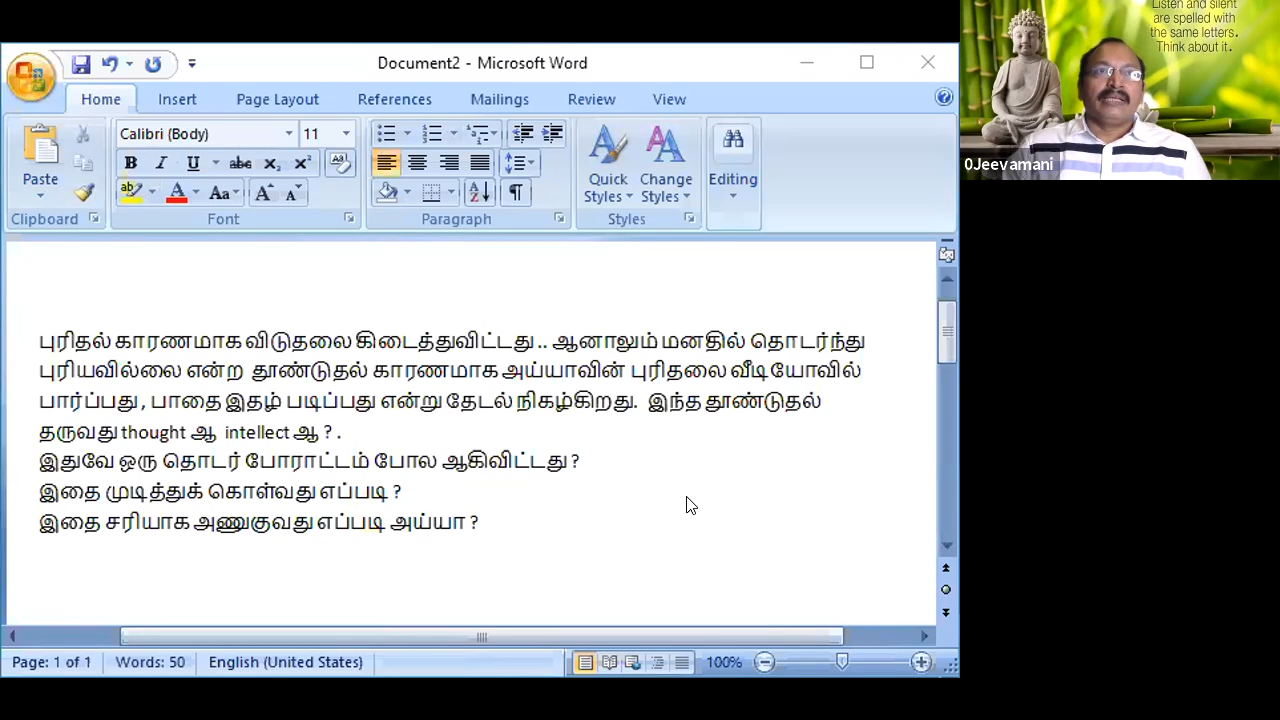 Listen and silent
are spelled with
the same letters.
Think about it.
0Jeevamani
Document2 - Microsoft Word
Home Insert Page Layout References Mailings Review View
Calibri (Body) 11
Paste
Quick Styles
Change Styles
Editing
Clipboard Font Paragraph Styles
புரிதல் காரணமாக விடுதலை கிடைத்துவிட்டது .. ஆனாலும் மனதில் தொடர்ந்து
புரியவில்லை என்ற தூண்டுதல் காரணமாக அய்யாவின் புரிதலை வீடியோவில்
பார்ப்பது , பாதை இதழ் படிப்பது என்று தேடல் நிகழ்கிறது. இந்த தூண்டுதல்
தருவது thought ஆ intellect ஆ ? .
இதுவே ஒரு தொடர் போராட்டம் போல ஆகிவிட்டது ?
இதை முடித்துக் கொள்வது எப்படி ?
இதை சரியாக அணுகுவது எப்படி அய்யா ?
Page: 1 of 1 Words: 50 English (United States) 100%